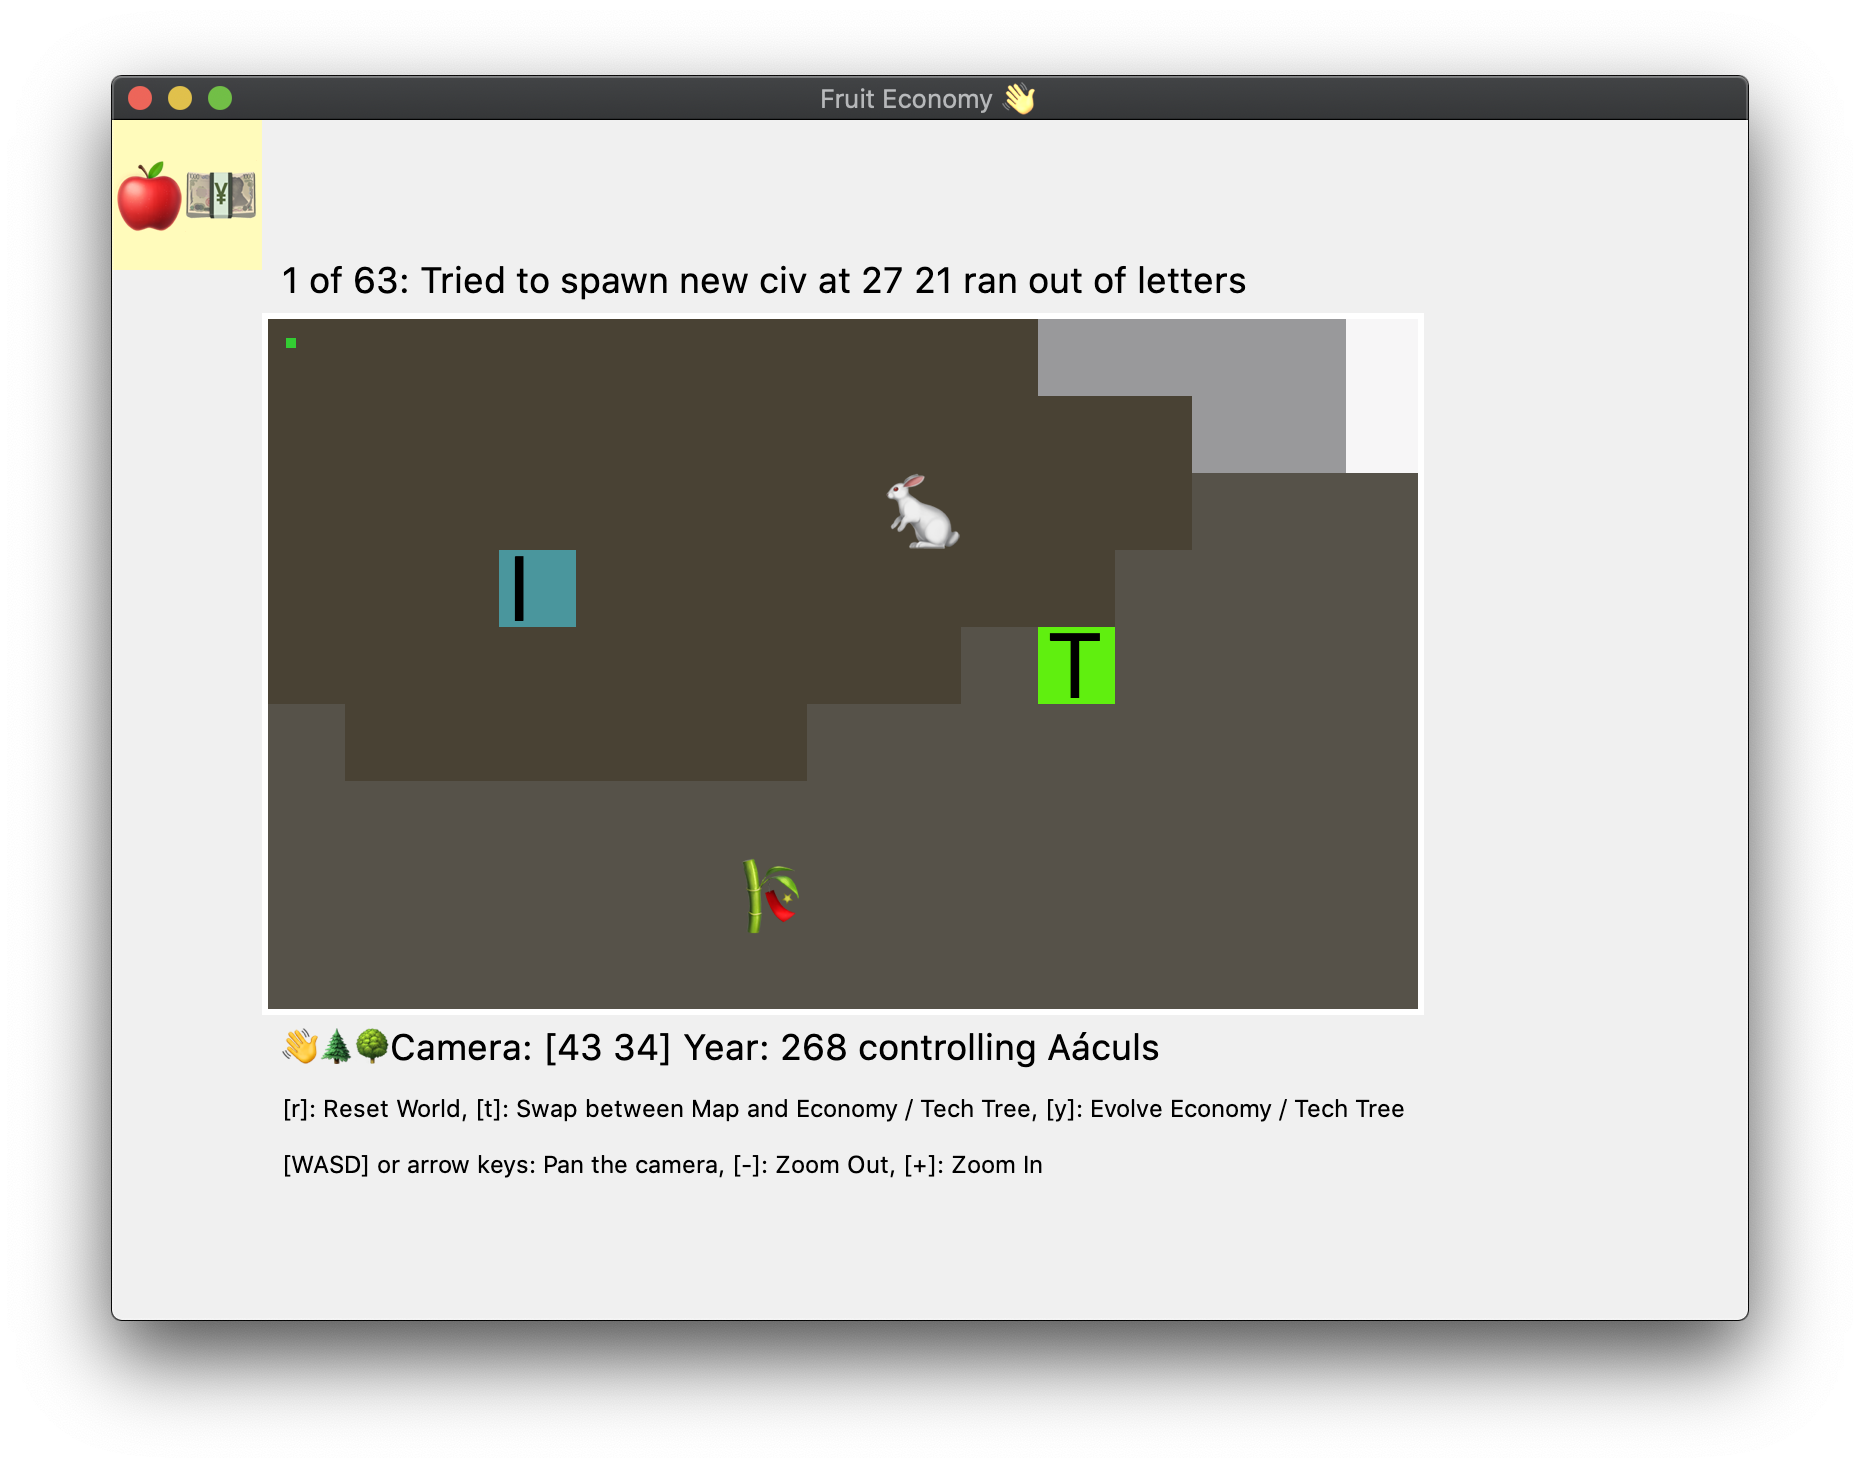 Fruit Economy 👋
1 of 63: Tried to spawn new civ at 27 21 ran out of letters
I
T
👋🌲🌳Camera: [43 34] Year: 268 controlling Aáculs
[r]: Reset World, [t]: Swap between Map and Economy / Tech Tree, [y]: Evolve Economy / Tech Tree
[WASD] or arrow keys: Pan the camera, [-]: Zoom Out, [+]: Zoom In